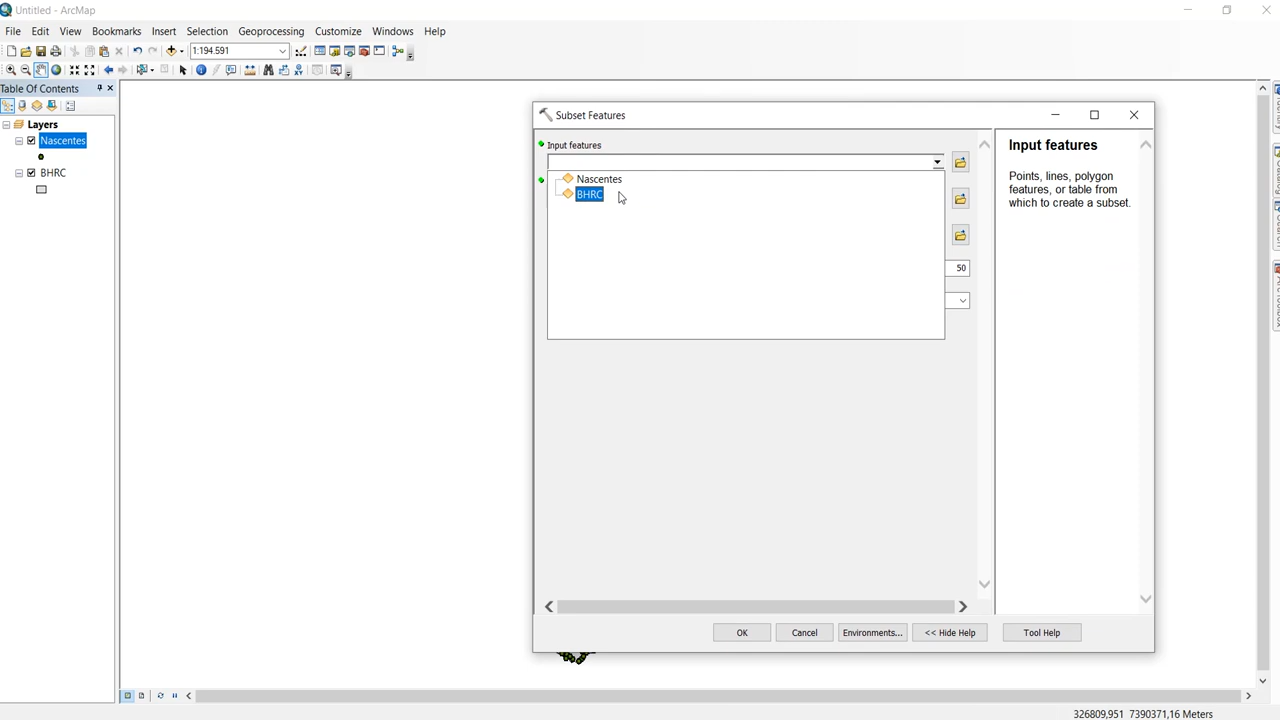 Untitled - ArcMap
File Edit View Bookmarks Insert Selection Geoprocessing Customize Windows Help
1:194.591
Table Of Contents
Layers
Nascentes
BHRC
Subset Features
Input features
Nascentes
BHRC
50
Input features
Points, lines, polygon
features, or table from
which to create a subset.
OK Cancel Environments... << Hide Help Tool Help
326809,951 7390371,16 Meters